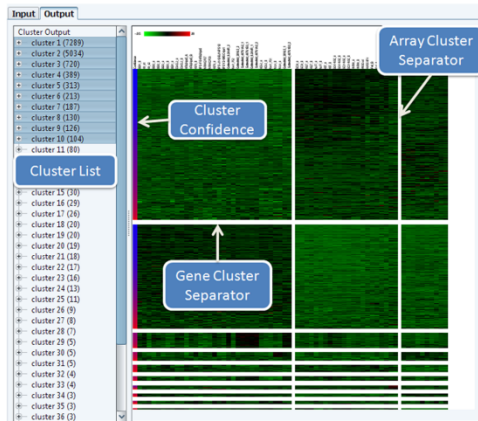 Input Output
Cluster Output
cluster 1 (7289)
cluster 2 (5034)
cluster 3 (720)
cluster 4 (389)
cluster 5 (313)
cluster 6 (213)
cluster 7 (187)
cluster 8 (130)
cluster 9 (126)
cluster 10 (104)
cluster 11 (80)
Cluster List
cluster 15 (30)
cluster 16 (29)
cluster 17 (26)
cluster 18 (20)
cluster 19 (20)
cluster 20 (19)
cluster 21 (18)
cluster 22 (17)
cluster 23 (16)
cluster 24 (13)
cluster 25 (11)
cluster 26 (9)
cluster 27 (8)
cluster 28 (7)
cluster 29 (5)
cluster 30 (5)
cluster 31 (5)
cluster 32 (4)
cluster 33 (4)
cluster 34 (3)
cluster 35 (3)
cluster 36 (3)
Array Cluster
Separator
Cluster
Confidence
Gene Cluster
Separator